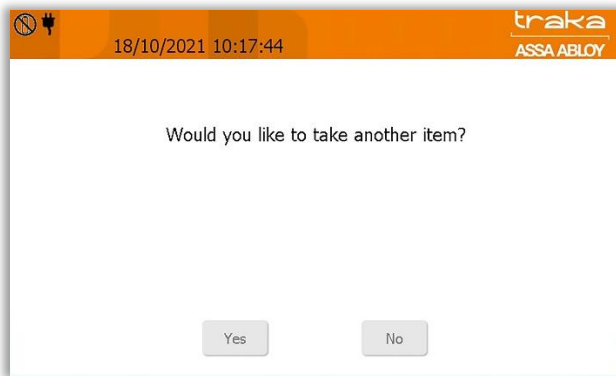 traka
18/10/2021 10:17:44
ASSA ABLOY
Would you like to take another item?
Yes
No